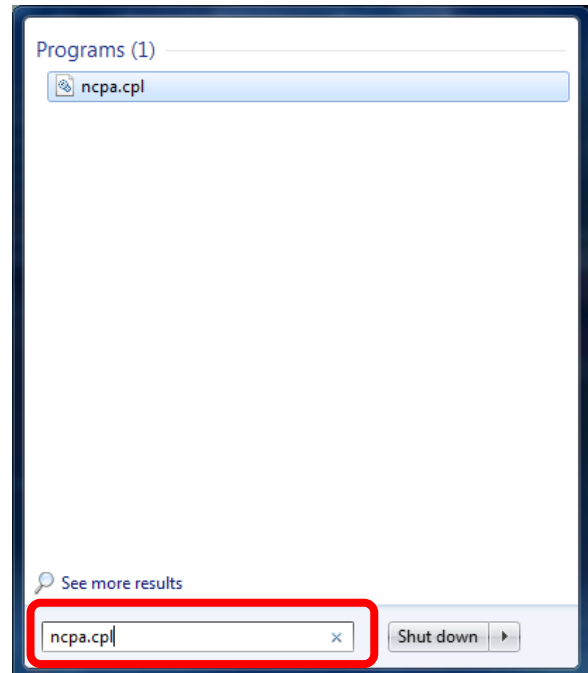 Programs (1)
ncpa.cpl
See more results
ncpa.cpl
Shut down